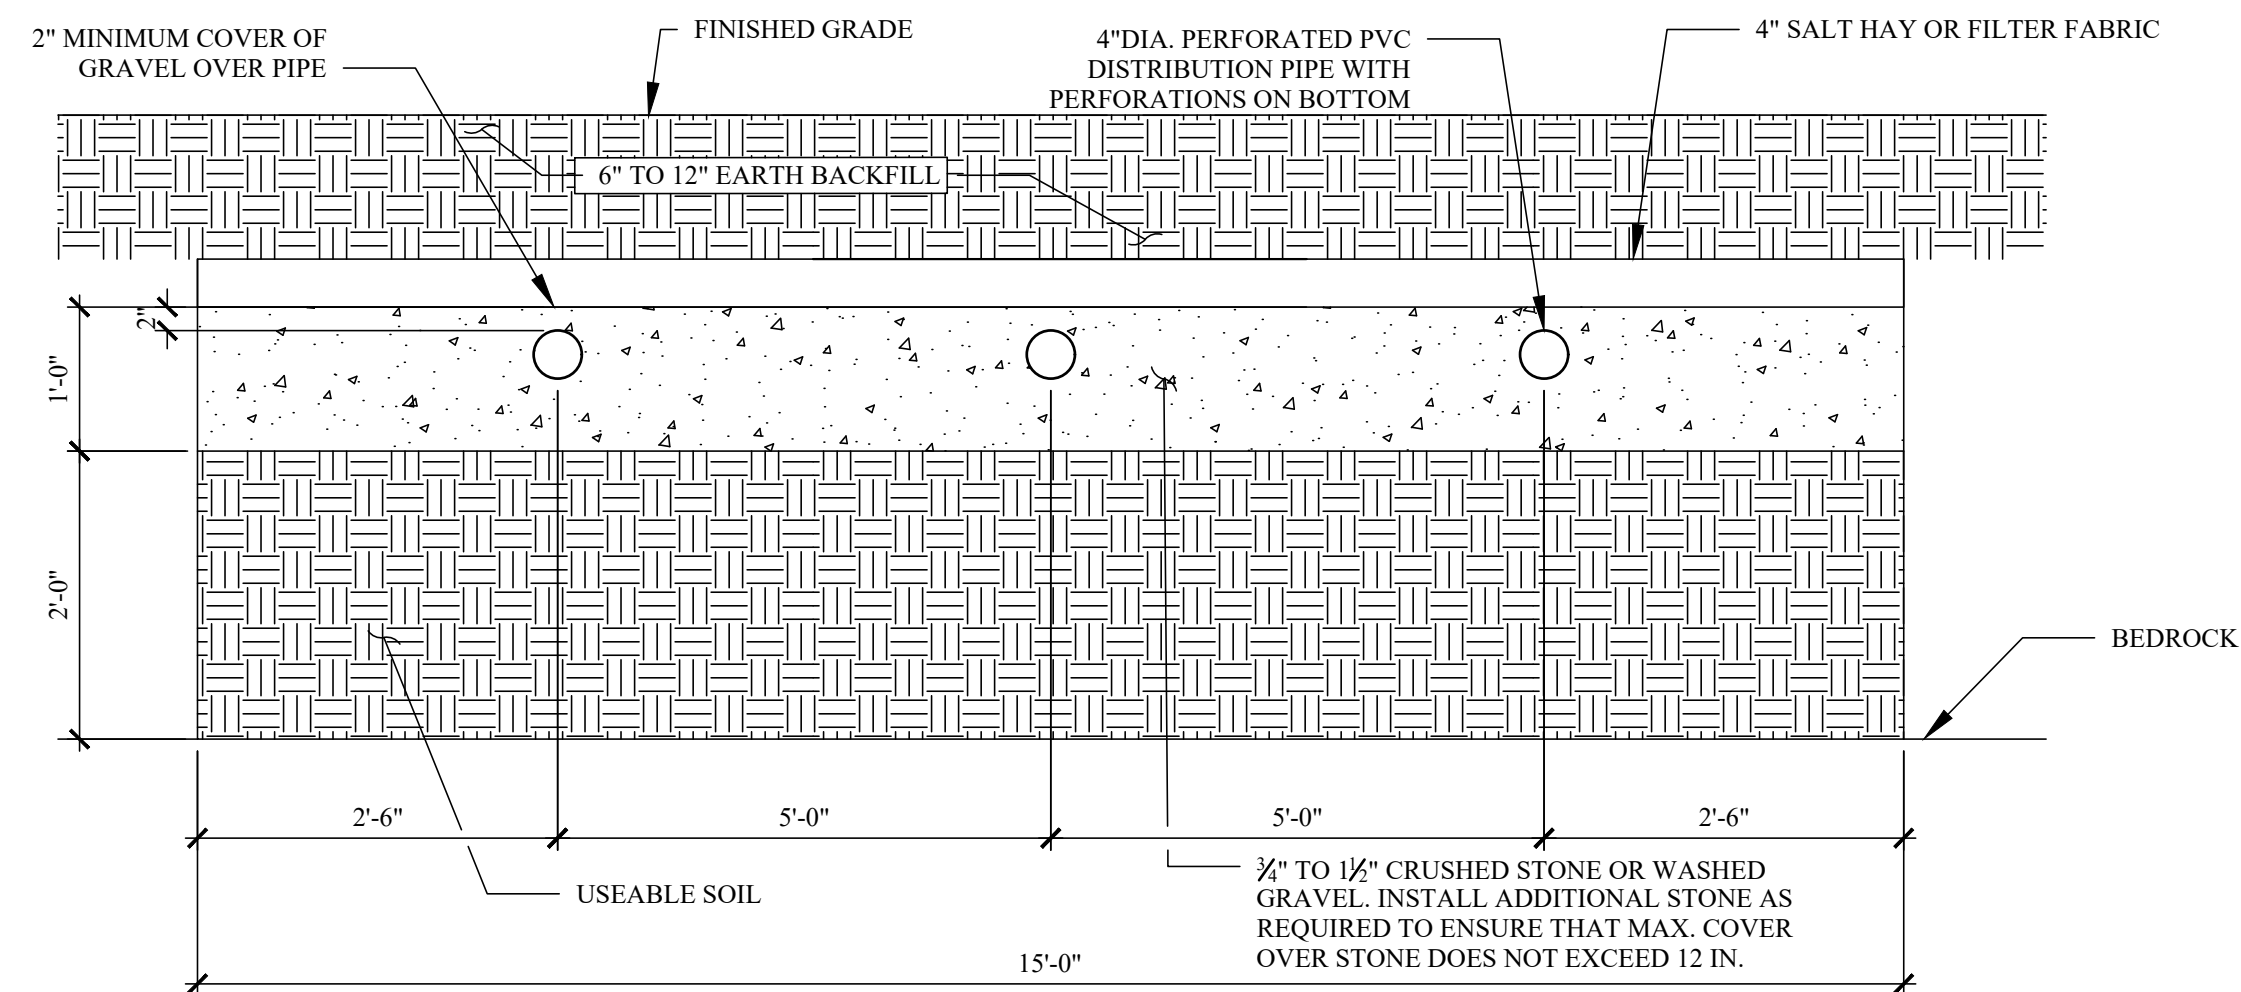 2" MINIMUM COVER OF
GRAVEL OVER PIPE
FINISHED GRADE
4"DIA. PERFORATED PVC
DISTRIBUTION PIPE WITH
PERFORATIONS ON BOTTOM
4" SALT HAY OR FILTER FABRIC
6" TO 12" EARTH BACKFILL
2"
1'-0"
2'-0"
BEDROCK
2'-6"
5'-0"
5'-0"
2'-6"
USEABLE SOIL
3/4" TO 1 1/2" CRUSHED STONE OR WASHED
GRAVEL. INSTALL ADDITIONAL STONE AS
REQUIRED TO ENSURE THAT MAX. COVER
OVER STONE DOES NOT EXCEED 12 IN.
15'-0"